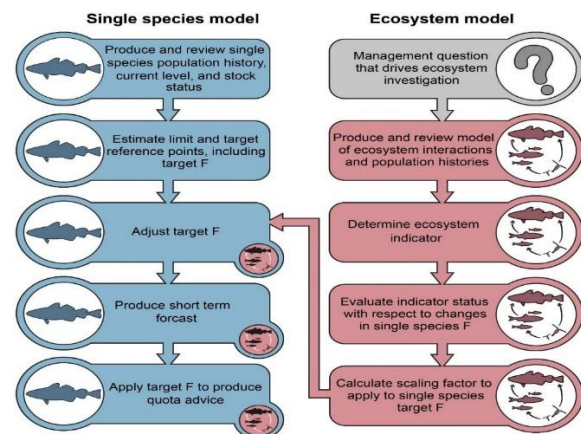 Single species model
Produce and review single
species population history,
current level, and stock
status
Estimate limit and target
reference points, including
target F
Adjust target F
Produce short term
forcast
Apply target F to produce
quota advice
Ecosystem model
Management question
that drives ecosystem
investigation
?
Produce and review model
of ecosystem interactions
and population histories
Determine ecosystem
indicator
Evaluate indicator status
with respect to changes
in single species F
Calculate scaling factor to
apply to single species
target F